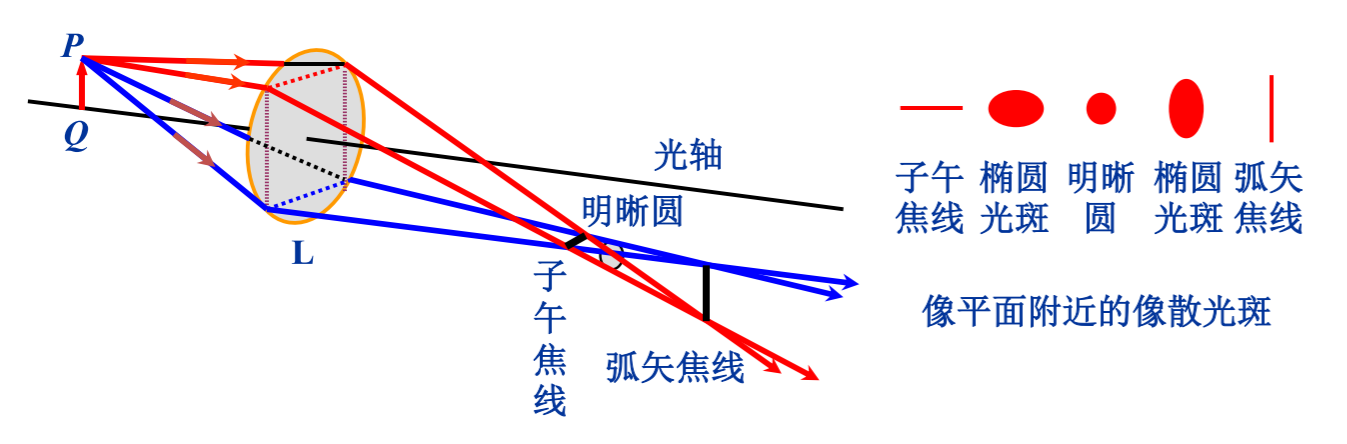 P
Q
L
光轴
明晰圆
子
午
焦
线
弧矢焦线
子午 椭圆 明晰 椭圆 弧矢
焦线 光斑 圆 光斑 焦线
像平面附近的像散光斑